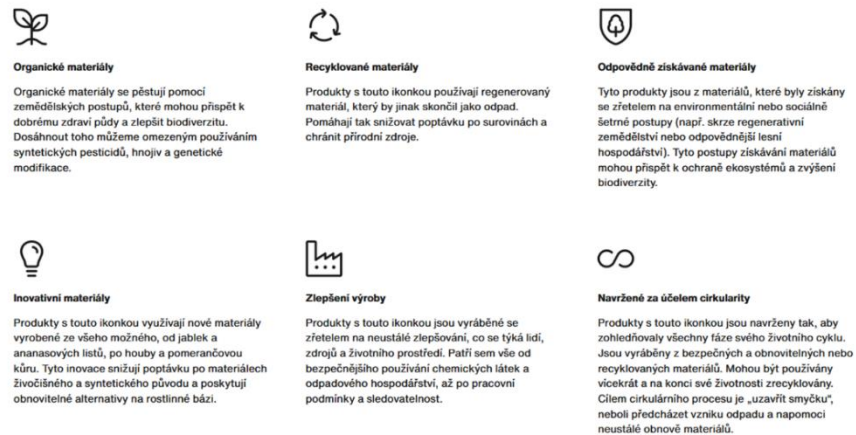 Organické materiály
Organické materiály se pěstují pomocí
zemědělských postupů, které mohou přispět k
dobrému zdraví půdy a zlepšit biodiverzitu.
Dosáhnout toho můžeme omezeným používáním
syntetických pesticidů, hnojiv a genetické
modifikace.
Recyklované materiály
Produkty s touto ikonkou používají regenerovaný
materiál, který by jinak skončil jako odpad.
Pomáhají tak snižovat poptávku po surovinách a
chránit přírodní zdroje.
Odpovědně získávané materiály
Tyto produkty jsou z materiálů, které byly získány
se zřetelem na environmentální nebo sociálně
šetrné postupy (např. skrze regenerativní
zemědělství nebo odpovědnější lesní
hospodářství). Tyto postupy získávání materiálů
mohou přispět k ochraně ekosystémů a zvýšení
biodiverzity.
Inovativní materiály
Produkty s touto ikonkou využívají nové materiály
vyrobené ze všeho možného, od jablek a
ananasových listů, po houby a pomerančovou
kůru. Tyto inovace snižují poptávku po materiálech
živočišného a syntetického původu a poskytují
obnovitelné alternativy na rostlinné bázi.
Zlepšení výroby
Produkty s touto ikonkou jsou vyráběné se
zřetelem na neustálé zlepšování, co se týká lidí,
zdrojů a životního prostředí. Patří sem vše od
bezpečnějšího používání chemických látek a
odpadového hospodářství, až po pracovní
podmínky a sledovatelnost.
Navržené za účelem cirkularity
Produkty s touto ikonkou jsou navrženy tak, aby
zohledňovaly všechny fáze svého životního cyklu.
Jsou vyráběny z bezpečných a obnovitelných nebo
recyklovaných materiálů. Mohou být používány
vícekrát a na konci své životnosti zrecyklovány.
Cílem cirkulárního procesu je „uzavřít smyčku“,
neboli předcházet vzniku odpadu a napomoci
neustálé obnově materiálů.